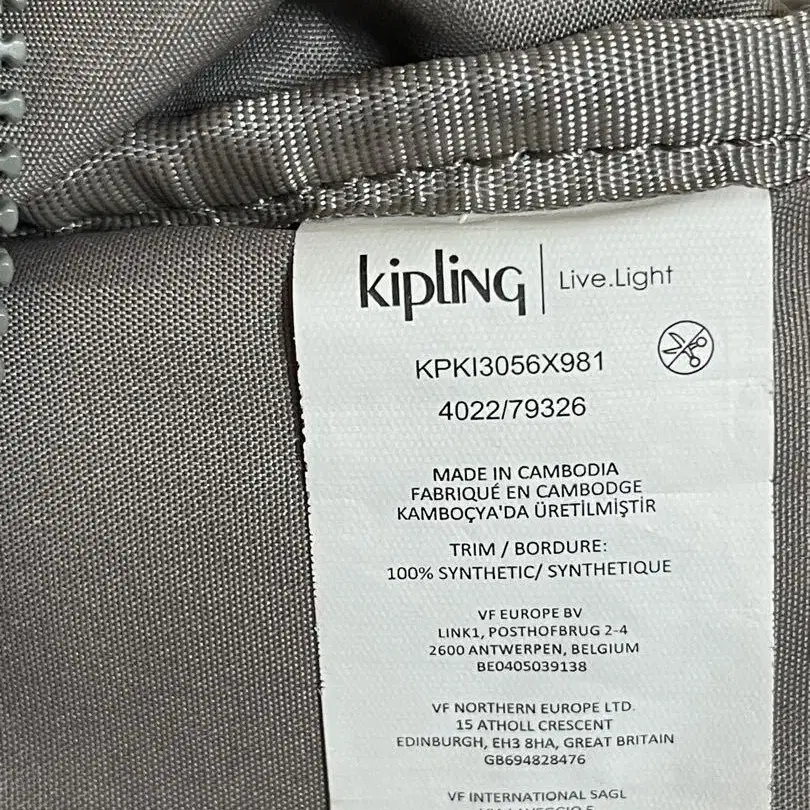 kipling | Live.Light
KPKI3056X981
4022/79326
MADE IN CAMBODIA
FABRIQUÉ EN CAMBODGE
KAMBOÇYA'DA ÜRETİLMİŞTİR
TRIM / BORDURE:
100% SYNTHETIC/ SYNTHETIQUE
VF EUROPE BV
LINK1, POSTHOFBRUG 2-4
2600 ANTWERPEN, BELGIUM
BE0405039138
VF NORTHERN EUROPE LTD.
15 ATHOLL CRESCENT
EDINBURGH, EH3 8HA, GREAT BRITAIN
GB694828476
VF INTERNATIONAL SAGL